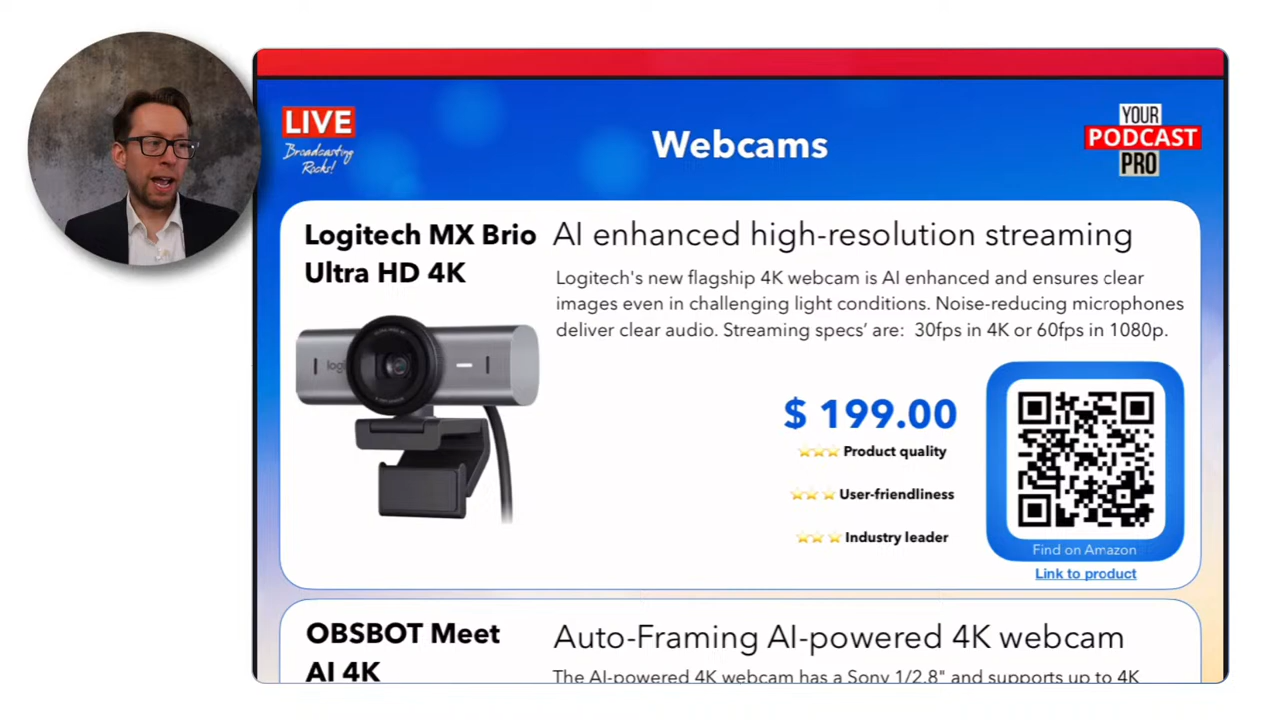 LIVE
Broadcasting
Rocks!
Webcams
YOUR
PODCAST
PRO
Logitech MX Brio
Ultra HD 4K
AI enhanced high-resolution streaming
Logitech's new flagship 4K webcam is AI enhanced and ensures clear
images even in challenging light conditions. Noise-reducing microphones
deliver clear audio. Streaming specs’ are: 30fps in 4K or 60fps in 1080p.
logi
$ 199.00
Product quality
User-friendliness
Industry leader
Find on Amazon
Link to product
OBSBOT Meet
AI 4K
Auto-Framing AI-powered 4K webcam
The AI-powered 4K webcam has a Sony 1/2.8" and supports up to 4K